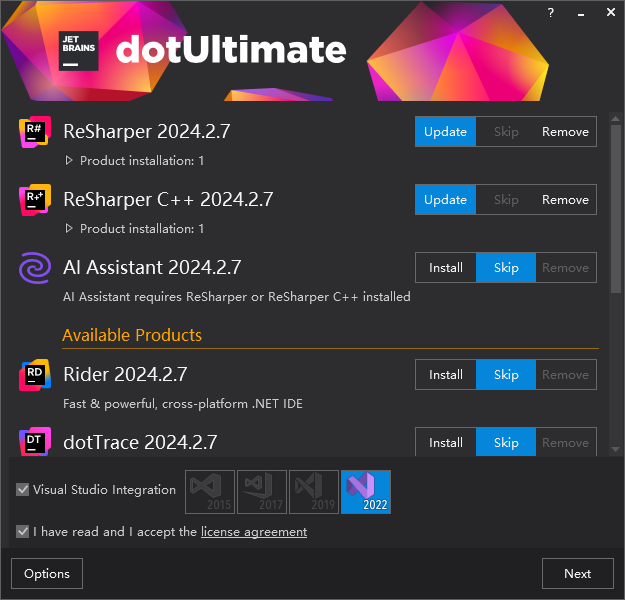 ?
JET
BRAINS
dotUltimate
R#
ReSharper 2024.2.7
Update Skip Remove
Product installation: 1
R++
ReSharper C++ 2024.2.7
Update Skip Remove
Product installation: 1
AI Assistant 2024.2.7
Install Skip Remove
AI Assistant requires ReSharper or ReSharper C++ installed
Available Products
RD
Rider 2024.2.7
Install Skip Remove
Fast & powerful, cross-platform .NET IDE
DT
dotTrace 2024.2.7
Install Skip Remove
Visual Studio Integration
2015 2017 2019 2022
I have read and I accept the license agreement
Options
Next